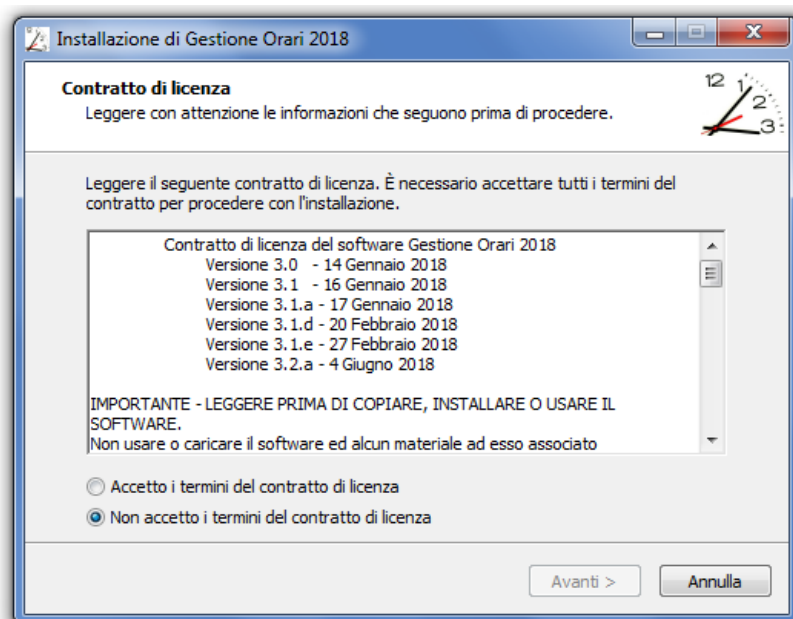 Installazione di Gestione Orari 2018
Contratto di licenza
Leggere con attenzione le informazioni che seguono prima di procedere.
12
1
2
3
Leggere il seguente contratto di licenza. È necessario accettare tutti i termini del
contratto per procedere con l'installazione.
Contratto di licenza del software Gestione Orari 2018
Versione 3.0 - 14 Gennaio 2018
Versione 3.1 - 16 Gennaio 2018
Versione 3.1.a - 17 Gennaio 2018
Versione 3.1.d - 20 Febbraio 2018
Versione 3.1.e - 27 Febbraio 2018
Versione 3.2.a - 4 Giugno 2018
IMPORTANTE - LEGGERE PRIMA DI COPIARE, INSTALLARE O USARE IL
SOFTWARE.
Non usare o caricare il software ed alcun materiale ad esso associato
Accetto i termini del contratto di licenza
Non accetto i termini del contratto di licenza
Avanti >
Annulla